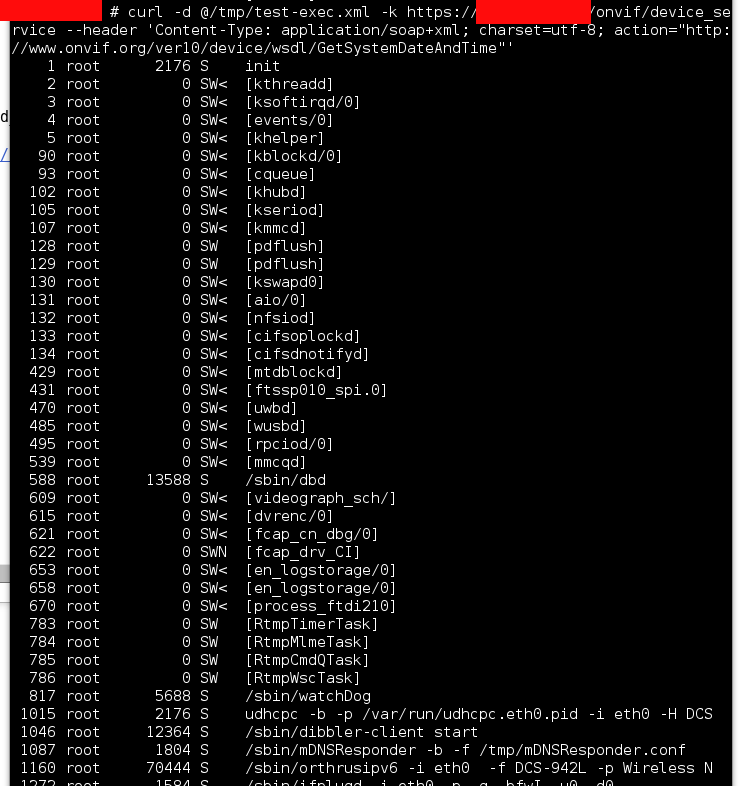 # curl -d @/tmp/test-exec.xml -k https:// /onvif/device_se
rvice --header 'Content-Type: application/soap+xml; charset=utf-8; action="http:
//www.onvif.org/ver10/device/wsdl/GetSystemDateAndTime"'
1 root 2176 S init
2 root 0 SW< [kthreadd]
3 root 0 SW< [ksoftirqd/0]
4 root 0 SW< [events/0]
5 root 0 SW< [khelper]
90 root 0 SW< [kblockd/0]
93 root 0 SW< [cqueue]
102 root 0 SW< [khubd]
105 root 0 SW< [kseriod]
107 root 0 SW< [kmmcd]
128 root 0 SW [pdflush]
129 root 0 SW [pdflush]
130 root 0 SW< [kswapd0]
131 root 0 SW< [aio/0]
132 root 0 SW< [nfsiod]
133 root 0 SW< [cifsoplockd]
134 root 0 SW< [cifsdnotifyd]
429 root 0 SW< [mtdblockd]
431 root 0 SW< [ftssp010_spi.0]
470 root 0 SW< [uwbd]
485 root 0 SW< [wusbd]
495 root 0 SW< [rpciod/0]
539 root 0 SW< [mmcqd]
588 root 13588 S /sbin/dbd
609 root 0 SW< [videograph_sch/]
615 root 0 SW< [dvrenc/0]
621 root 0 SW< [fcap_cn_dbg/0]
622 root 0 SWN [fcap_drv_CI]
653 root 0 SW< [en_logstorage/0]
658 root 0 SW< [en_logstorage/0]
670 root 0 SW< [process_ftdi210]
783 root 0 SW [RtmpTimerTask]
784 root 0 SW [RtmpMlmeTask]
785 root 0 SW [RtmpCmdQTask]
786 root 0 SW [RtmpWscTask]
817 root 5688 S /sbin/watchDog
1015 root 2176 S udhcpc -b -p /var/run/udhcpc.eth0.pid -i eth0 -H DCS
1046 root 12364 S /sbin/dibbler-client start
1087 root 1804 S /sbin/mDNSResponder -b -f /tmp/mDNSResponder.conf
1160 root 70444 S /sbin/orthrusipv6 -i eth0 -f DCS-942L -p Wireless N
1272 root 1584 S /sbin/ifplugd -i eth0